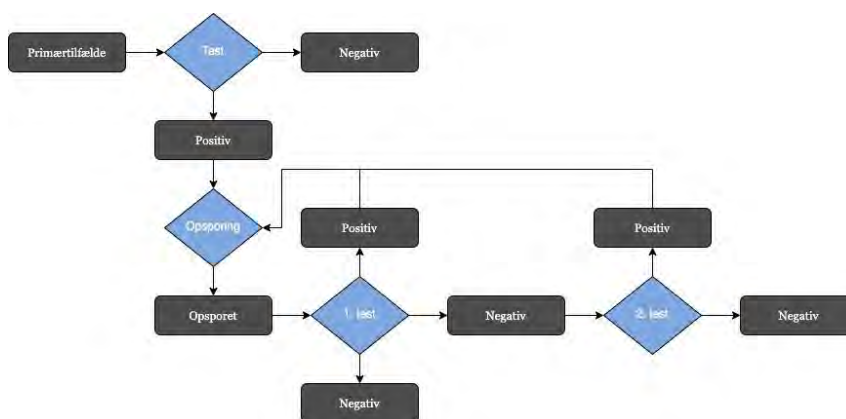 Primærtilfælde
Test
Negativ
Positiv
Opsporing
Positiv
Positiv
Opsporet
1. test
Negativ
2. test
Negativ
Negativ